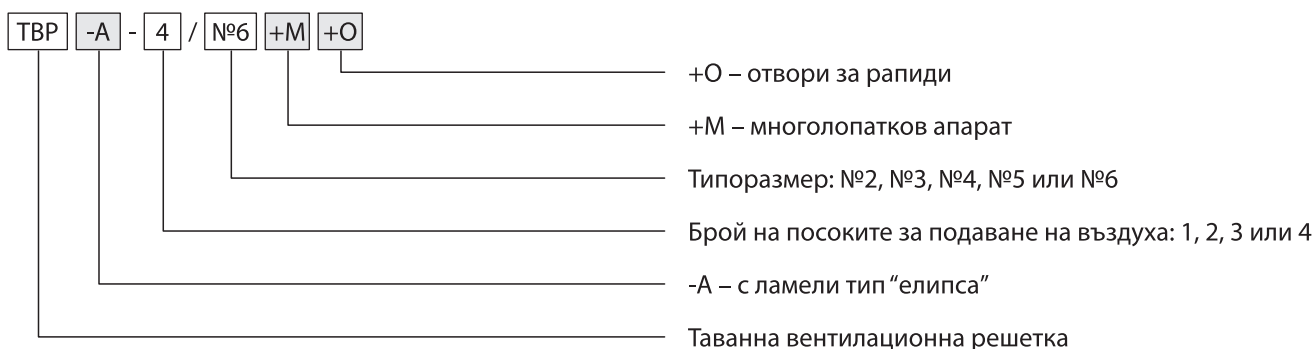 ТВР -А - 4 / №6 +М +О
+О – отвори за рапиди
+М – многолопатков апарат
Типоразмер: №2, №3, №4, №5 или №6
Брой на посоките за подаване на въздуха: 1, 2, 3 или 4
-А – с ламели тип “елипса”
Таванна вентилационна решетка